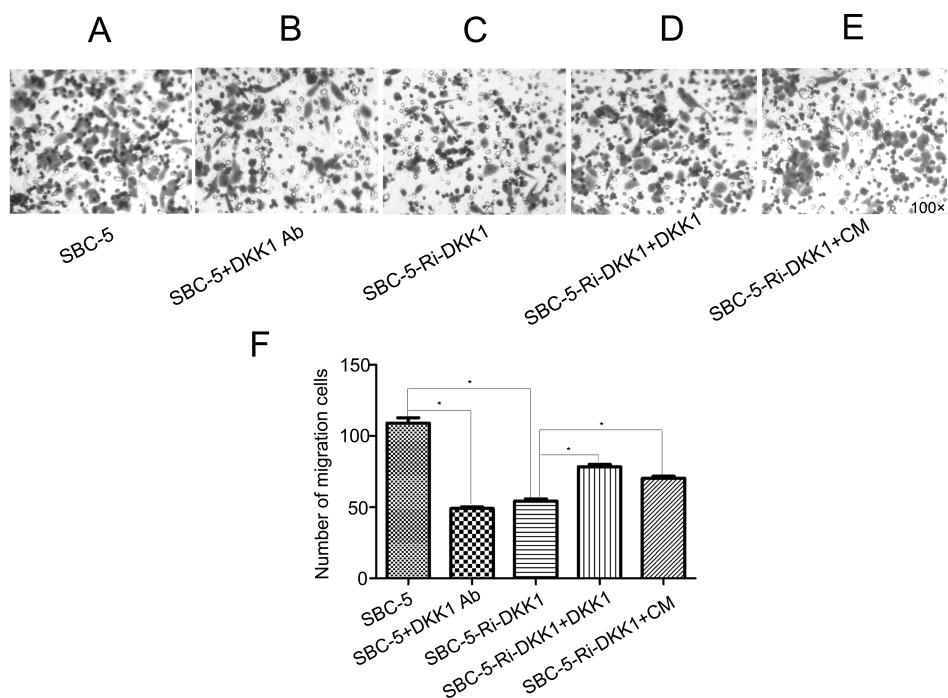 A
B
C
D
E
100×
SBC-5
SBC-5+DKK1 Ab
SBC-5-Ri-DKK1
SBC-5-Ri-DKK1+DKK1
SBC-5-Ri-DKK1+CM
F
Number of migration cells
150
100
50
0
*
*
*
*
SBC-5
SBC-5+DKK1 Ab
SBC-5-Ri-DKK1
SBC-5-Ri-DKK1+DKK1
SBC-5-Ri-DKK1+CM